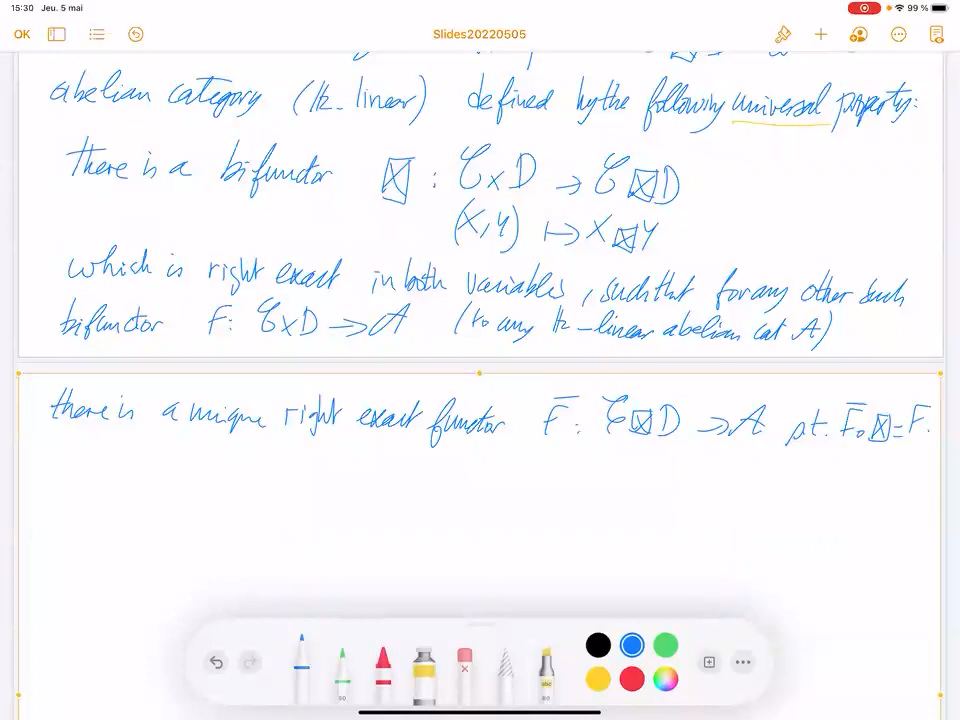 15:30 Jeu. 5 mai
99 %
OK
Slides20220505
abelian category (k-linear) defined by the following universal property:
there is a bifunctor ⊠ : 𝒞×D → 𝒞⊠D
(X,Y) ↦ X⊠Y
which is right exact in both variables, such that for any other such
bifunctor F: 𝒞×D → 𝒜 (to any k-linear abelian cat A)
there is a unique right exact functor F̄ : 𝒞⊠D → 𝒜 s.t. F̄∘⊠=F.
50
80